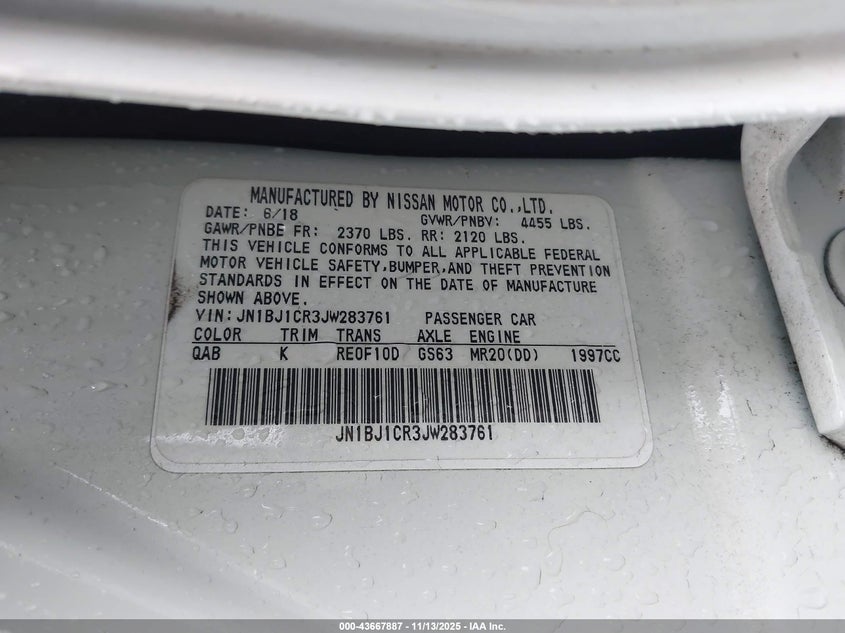 MANUFACTURED BY NISSAN MOTOR CO.,LTD.
DATE: 6/18 GVWR/PNBV: 4455 LBS.
GAWR/PNBE FR: 2370 LBS. RR: 2120 LBS.
THIS VEHICLE CONFORMS TO ALL APPLICABLE FEDERAL
MOTOR VEHICLE SAFETY,BUMPER,AND THEFT PREVENTION
STANDARDS IN EFFECT ON THE DATE OF MANUFACTURE
SHOWN ABOVE.
VIN: JN1BJ1CR3JW283761 PASSENGER CAR
COLOR TRIM TRANS AXLE ENGINE
QAB K RE0F10D GS63 MR20(DD) 1997CC
JN1BJ1CR3JW283761
000-43667887 - 11/13/2025 - IAA Inc.